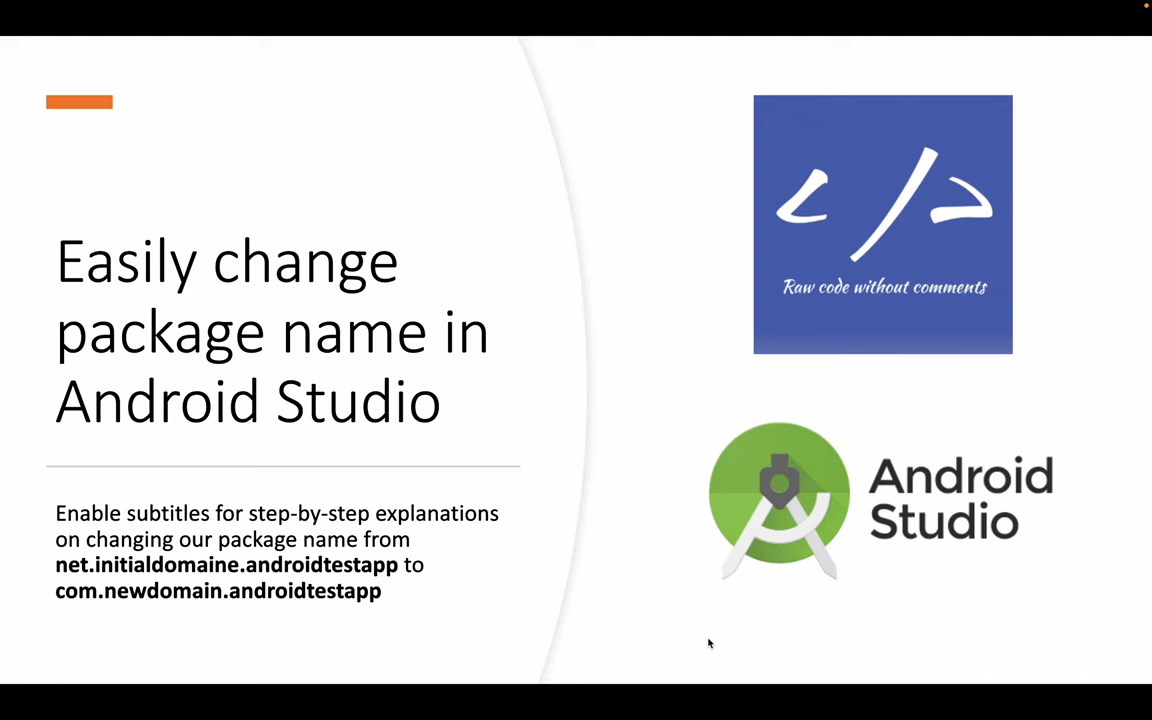 Easily change
package name in
Android Studio
Enable subtitles for step-by-step explanations
on changing our package name from
net.initialdomaine.androidtestapp to
com.newdomain.androidtestapp
</>
Raw code without comments
Android
Studio